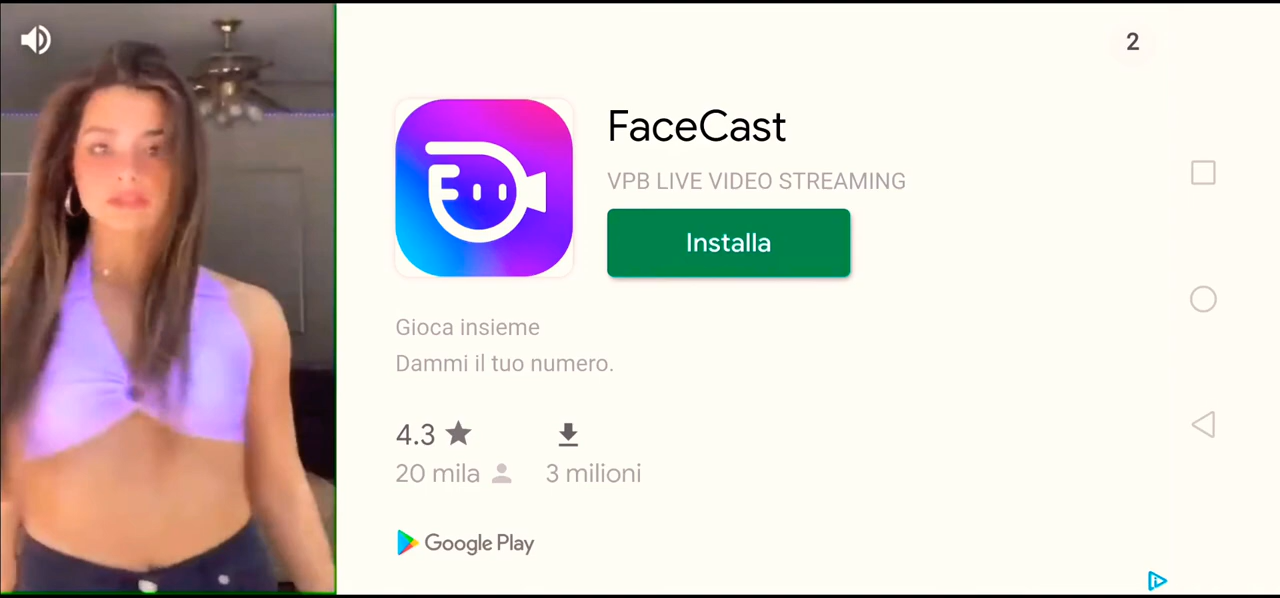 2
FaceCast
VPB LIVE VIDEO STREAMING
Installa
Gioca insieme
Dammi il tuo numero.
4.3
20 mila
3 milioni
Google Play